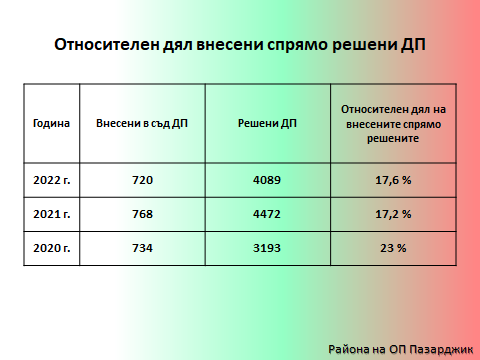 Относителен дял внесени спрямо решени ДП
Година
Внесени в съд ДП
Решени ДП
Относителен дял на
внесените спрямо
решените
2022 г.
720
4089
17,6 %
2021 г.
768
4472
17,2 %
2020 г.
734
3193
23 %
Района на ОП Пазарджик